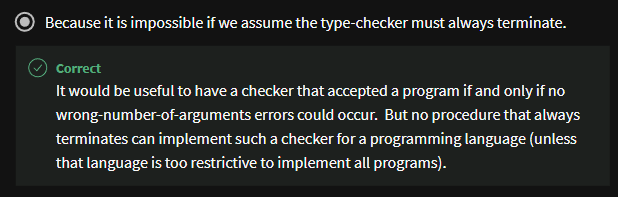 Because it is impossible if we assume the type-checker must always terminate.
Correct
It would be useful to have a checker that accepted a program if and only if no
wrong-number-of-arguments errors could occur.  But no procedure that always
terminates can implement such a checker for a programming language (unless
that language is too restrictive to implement all programs).